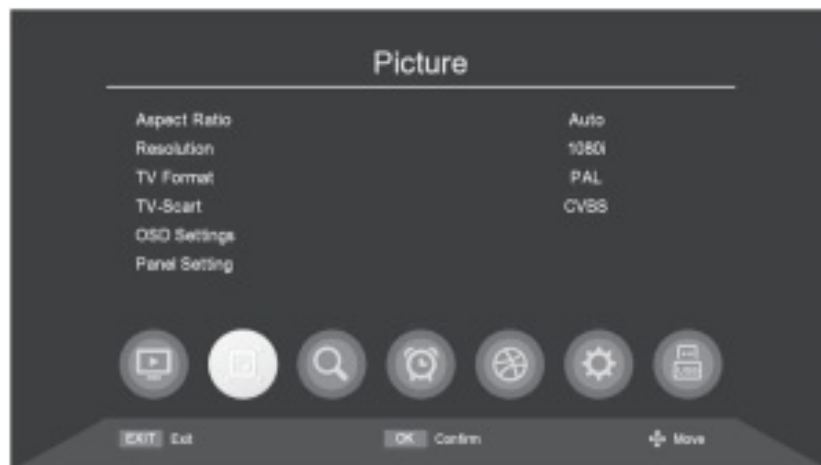 Picture
Aspect Ratio Auto
Resolution 1080i
TV Format PAL
TV-Scart CVBS
OSD Settings
Panel Setting
USB
EXIT Exit OK Confirm Move